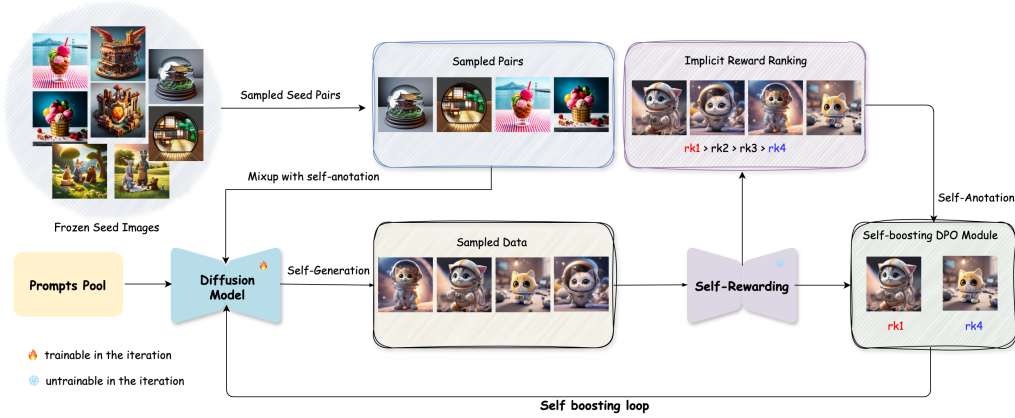 Sampled Pairs
Implicit Reward Ranking
Sampled Seed Pairs
rk1 > rk2 > rk3 > rk4
Mixup with self-anotation
Self-Anotation
Frozen Seed Images
Prompts Pool
Diffusion
Model
Self-Generation
Sampled Data
Self-Rewarding
Self-boosting DPO Module
rk1
rk4
trainable in the iteration
untrainable in the iteration
Self boosting loop